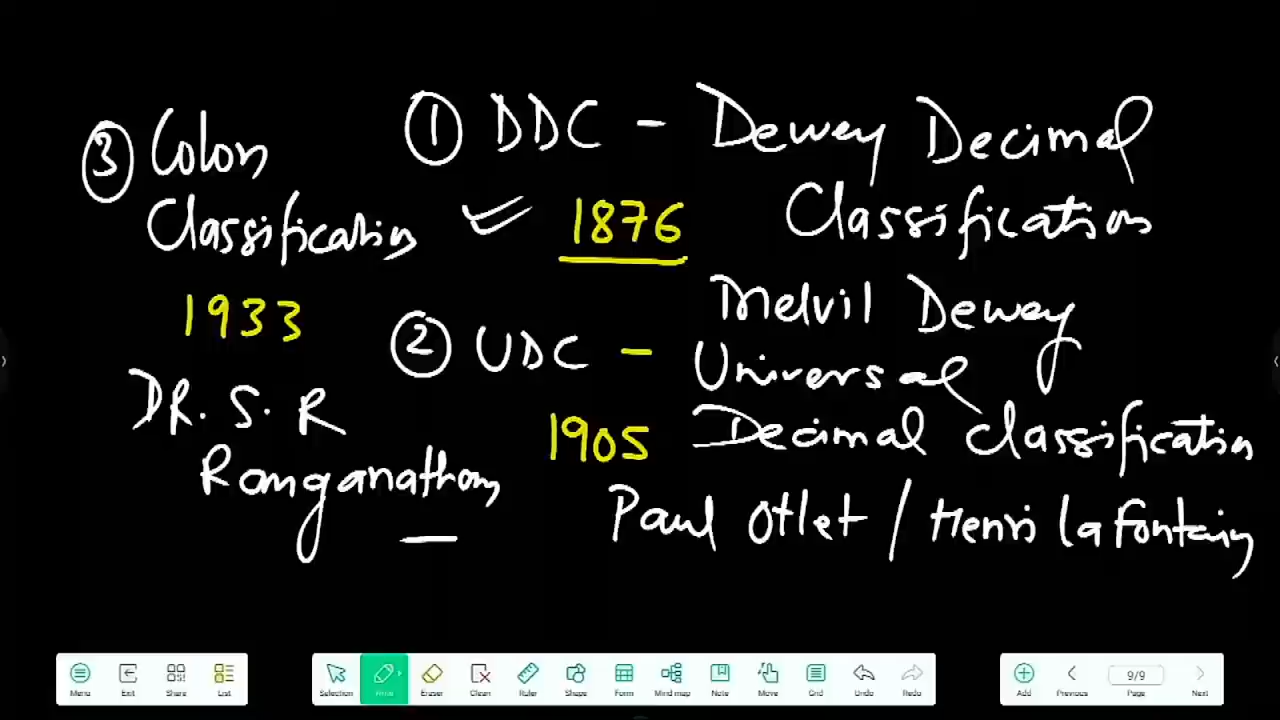 ① DDC - Dewey Decimal
Classification
1876
Melvil Dewey
② UDC - Universal
Decimal Classification
1905
Paul Otlet / Henri La Fontain
③ Colon
Classification
1933
DR. S. R
Ranganathan
Menu
Exit
Share
List
Selection
Write
Eraser
Clean
Ruler
Shape
Form
Mind map
Note
Move
Grid
Undo
Redo
Add
Previous
9/9
Page
Next